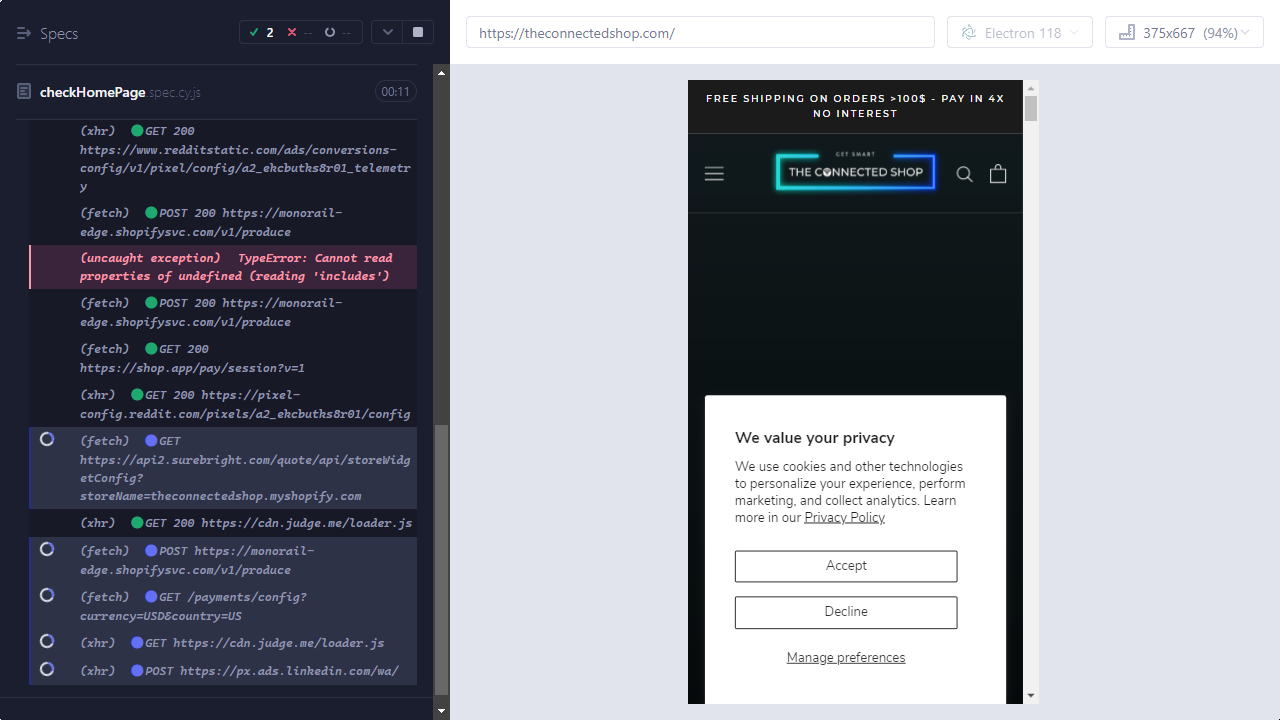 Specs
2
--
--
checkHomePage.spec.cy.js
00:11
(xhr) GET 200
https://www.redditstatic.com/ads/conversions-
config/v1/pixel/config/a2_ekcbuths8r01_telemetr
y
(fetch) POST 200 https://monorail-
edge.shopifysvc.com/v1/produce
(uncaught exception) TypeError: Cannot read
properties of undefined (reading 'includes')
(fetch) POST 200 https://monorail-
edge.shopifysvc.com/v1/produce
(fetch) GET 200
https://shop.app/pay/session?v=1
(xhr) GET 200 https://pixel-
config.reddit.com/pixels/a2_ekcbuths8r01/config
(fetch) GET
https://api2.surebright.com/quote/api/storeWidg
etConfig?
storeName=theconnectedshop.myshopify.com
(xhr) GET 200 https://cdn.judge.me/loader.js
(fetch) POST https://monorail-
edge.shopifysvc.com/v1/produce
(fetch) GET /payments/config?
currency=USD&country=US
(xhr) GET https://cdn.judge.me/loader.js
(xhr) POST https://px.ads.linkedin.com/wa/
https://theconnectedshop.com/
Electron 118
375x667 (94%)
FREE SHIPPING ON ORDERS >100$ - PAY IN 4X
NO INTEREST
GET SMART
THE CONNECTED SHOP
We value your privacy
We use cookies and other technologies
to personalize your experience, perform
marketing, and collect analytics. Learn
more in our Privacy Policy
Accept
Decline
Manage preferences